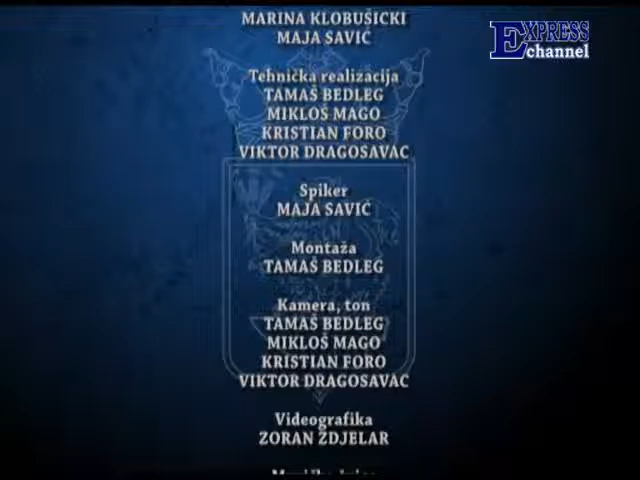 MARINA KLOBUŠICKI
MAJA SAVIĆ
EXPRESS
channel
Tehnička realizacija
TAMAŠ BEDLEG
MIKLOŠ MAGO
KRISTIAN FORO
VIKTOR DRAGOSAVAC
Spiker
MAJA SAVIĆ
Montaža
TAMAŠ BEDLEG
Kamera, ton
TAMAŠ BEDLEG
MIKLOŠ MAGO
KRISTIAN FORO
VIKTOR DRAGOSAVAC
Videografika
ZORAN ZDJELAR